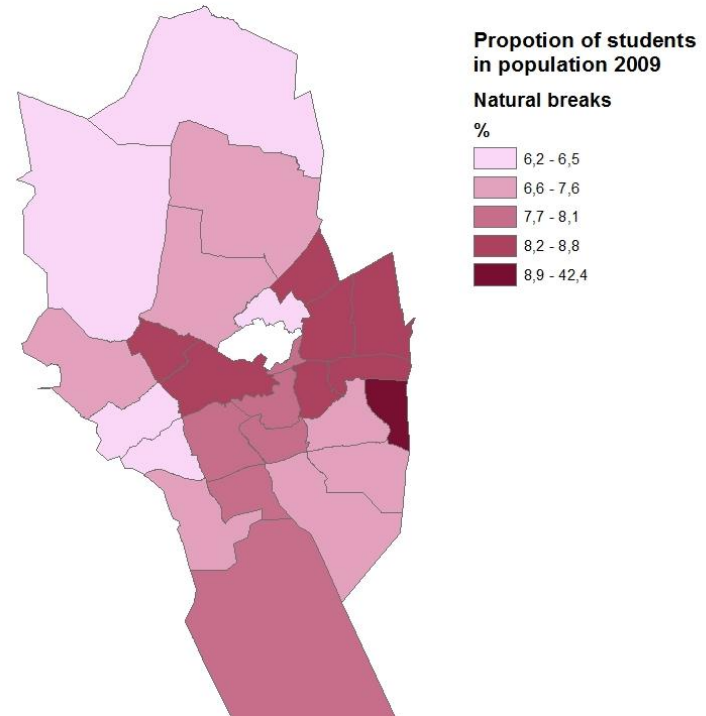 Propotion of students
in population 2009
Natural breaks
%
6,2 - 6,5
6,6 - 7,6
7,7 - 8,1
8,2 - 8,8
8,9 - 42,4